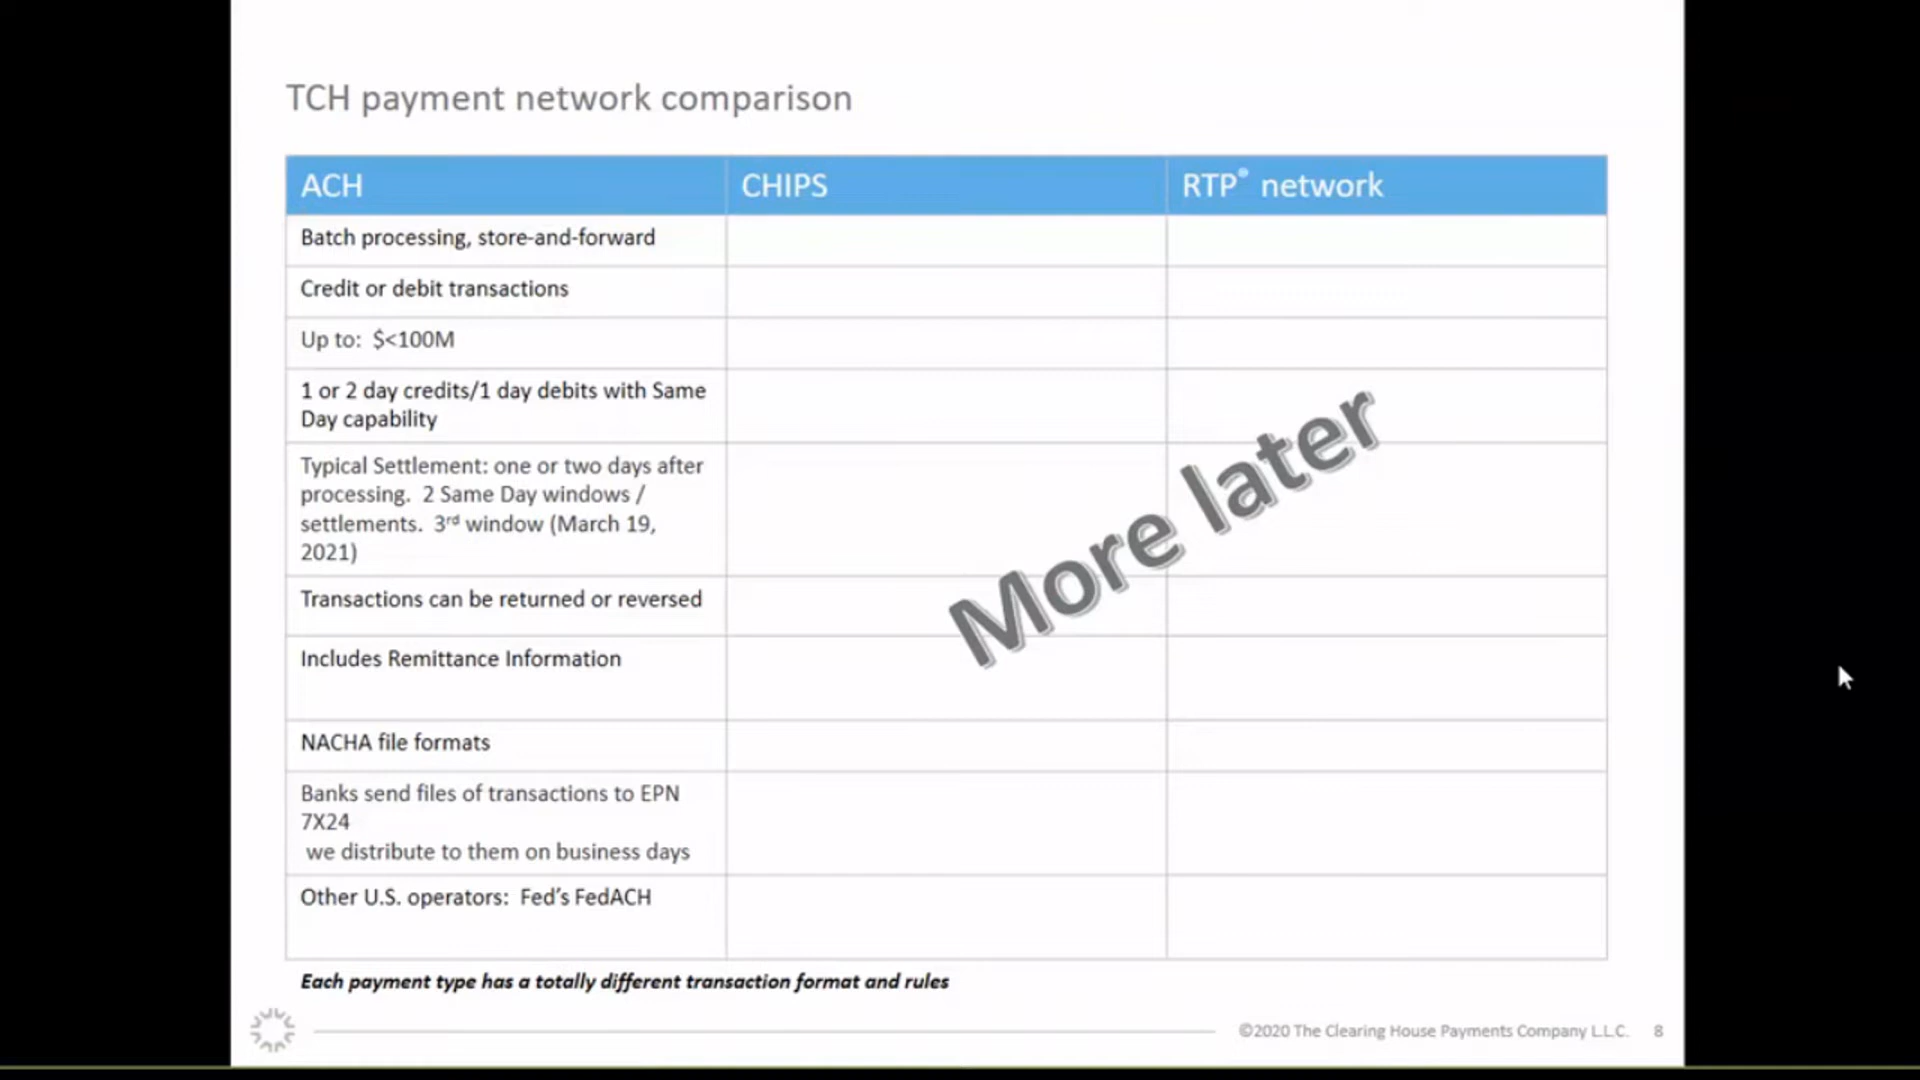 TCH payment network comparison
ACH
CHIPS
RTP® network
Batch processing, store-and-forward
Credit or debit transactions
Up to:  $<100M
1 or 2 day credits/1 day debits with Same
Day capability
Typical Settlement: one or two days after
processing.  2 Same Day windows /
settlements.  3rd window (March 19,
2021)
Transactions can be returned or reversed
Includes Remittance Information
NACHA file formats
Banks send files of transactions to EPN
7X24
we distribute to them on business days
Other U.S. operators:  Fed's FedACH
More later
Each payment type has a totally different transaction format and rules
©2020 The Clearing House Payments Company L.L.C.
8